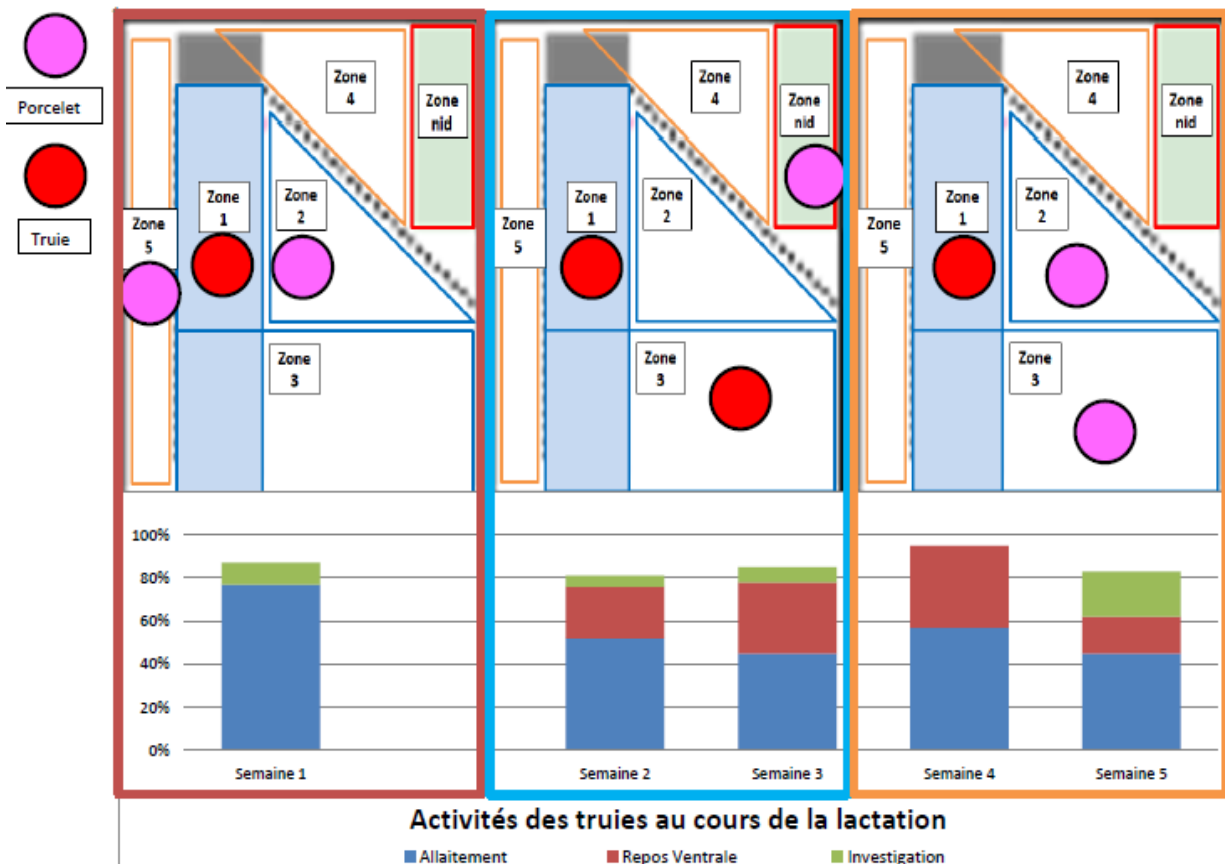 Porcelet
Truie
Zone
4
Zone
nid
Zone
1
Zone
2
Zone
5
Zone
3
Zone
4
Zone
nid
Zone
1
Zone
2
Zone
5
Zone
3
Zone
4
Zone
nid
Zone
1
Zone
2
Zone
5
Zone
3
100%
80%
60%
40%
20%
0%
Semaine 1
Semaine 2
Semaine 3
Semaine 4
Semaine 5
Activités des truies au cours de la lactation
Allaitement
Repos Ventrale
Investigation